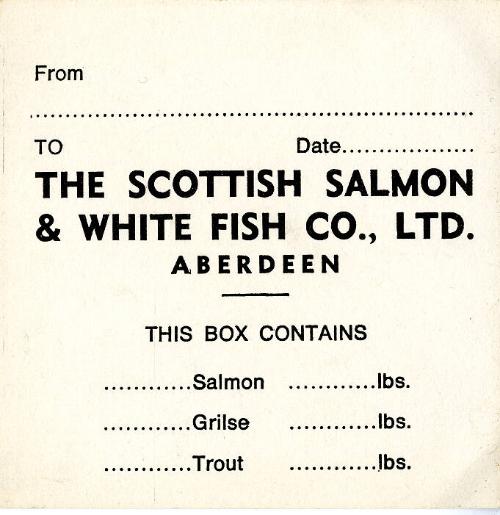 From
................................................................
TO Date..................
THE SCOTTISH SALMON
& WHITE FISH CO., LTD.
ABERDEEN
THIS BOX CONTAINS
............Salmon ............lbs.
............Grilse ............lbs.
............Trout ............lbs.